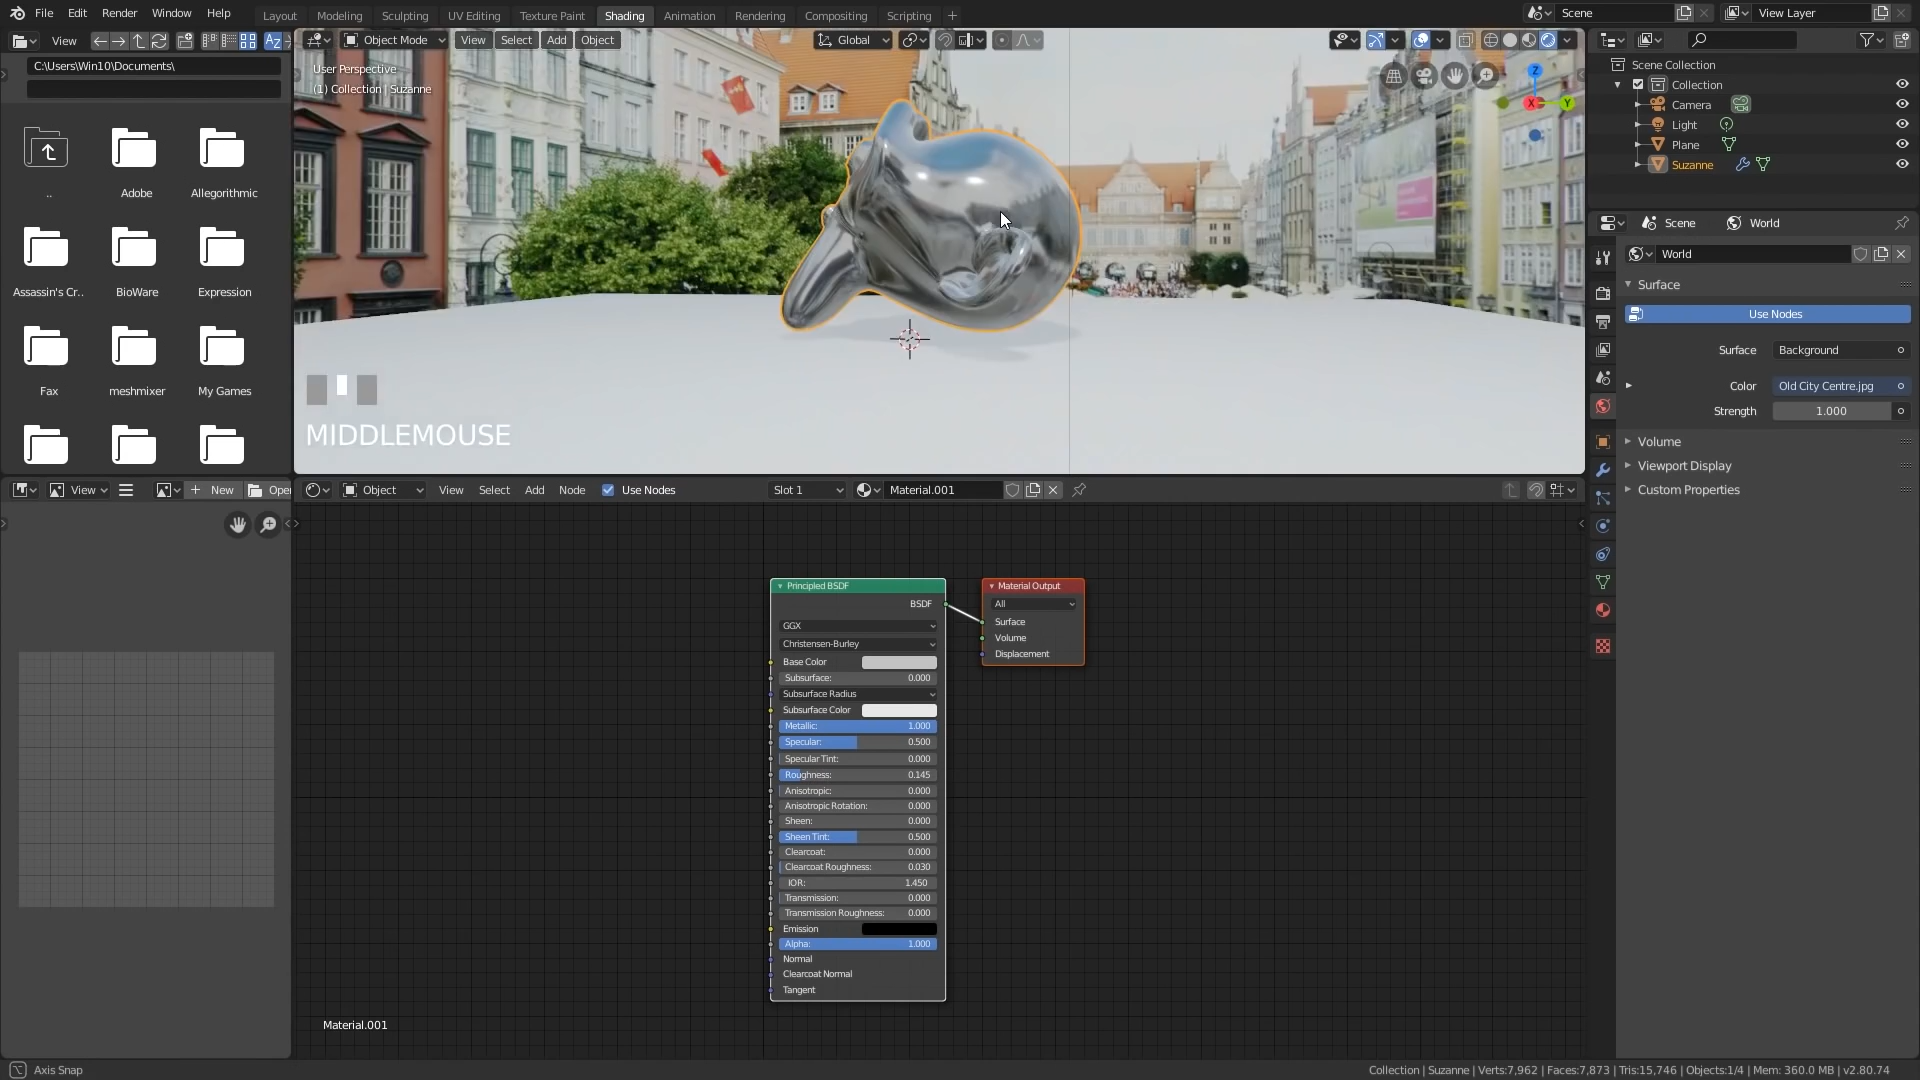 File Edit Render Window Help
Layout Modeling Sculpting UV Editing Texture Paint Shading Animation Rendering Compositing Scripting
Scene View Layer
View
Object Mode View Select Add Object Global
C:\Users\Win10\Documents\
User Perspective
(1) Collection | Suzanne
Z
X
Y
..
Adobe
Allegorithmic
Assassin's Cr..
BioWare
Expression
Fax
meshmixer
My Games
MIDDLEMOUSE
Scene Collection
Collection
Camera
Light
Plane
Suzanne
Scene World
World
Surface
Use Nodes
Surface Background
Color Old City Centre.jpg
Strength 1.000
Volume
Viewport Display
Custom Properties
View New Oper
Object View Select Add Node Use Nodes Slot 1 Material.001
Principled BSDF
BSDF
GGX
Christensen-Burley
Base Color
Subsurface: 0.000
Subsurface Radius
Subsurface Color
Metallic: 1.000
Specular: 0.500
Specular Tint: 0.000
Roughness: 0.145
Anisotropic: 0.000
Anisotropic Rotation: 0.000
Sheen: 0.000
Sheen Tint: 0.500
Clearcoat: 0.000
Clearcoat Roughness: 0.030
IOR: 1.450
Transmission: 0.000
Transmission Roughness: 0.000
Emission
Alpha: 1.000
Normal
Clearcoat Normal
Tangent
Material Output
All
Surface
Volume
Displacement
Material.001
Axis Snap
Collection | Suzanne | Verts:7,962 | Faces:7,873 | Tris:15,746 | Objects:1/4 | Mem: 360.0 MB | v2.80.74